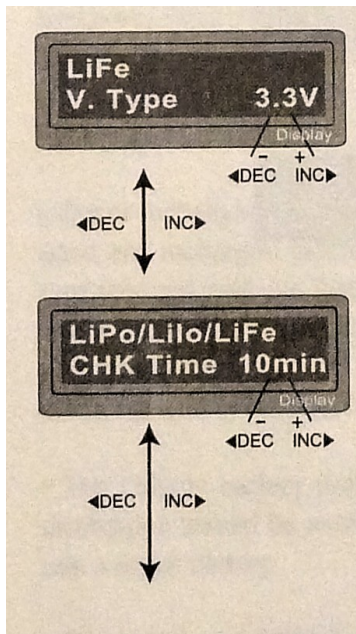 LiFe
V. Type 3.3V
Display
- +
◀DEC INC▶
◀DEC INC▶
LiPo/LiIo/LiFe
CHK Time 10min
Display
- +
◀DEC INC▶
◀DEC INC▶